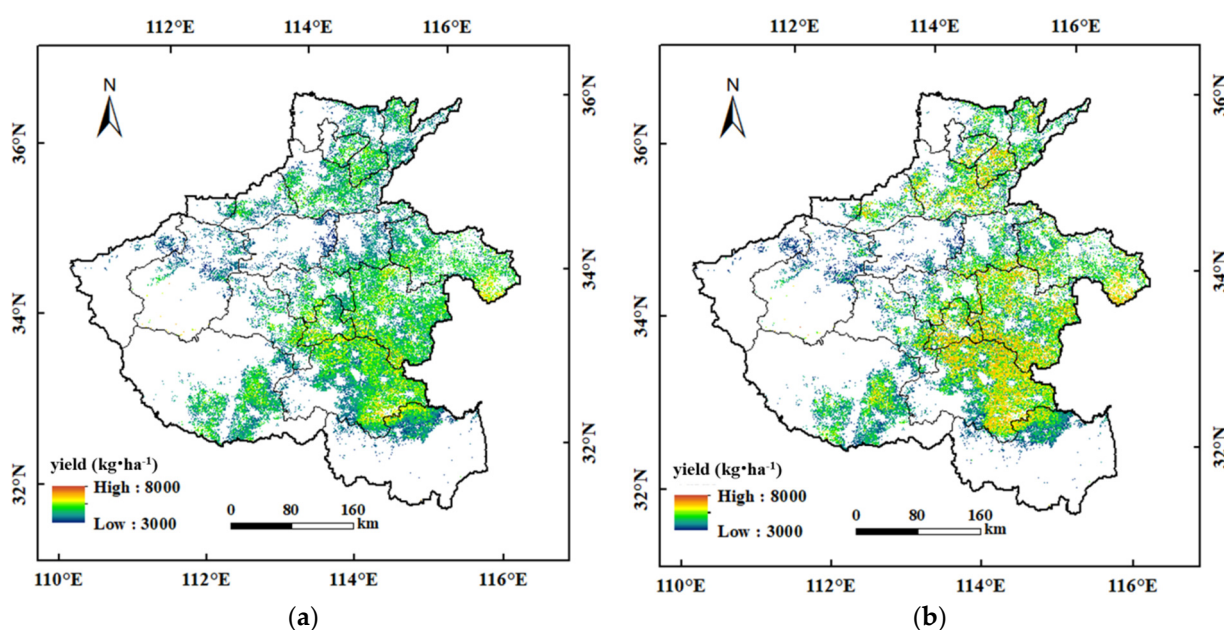 112°E 114°E 116°E
N
36°N
36°N
34°N
34°N
32°N
32°N
yield (kg•ha-1)
High : 8000
Low : 3000
0 80 160
km
110°E 112°E 114°E 116°E
(a)
112°E 114°E 116°E
N
36°N
36°N
34°N
34°N
32°N
32°N
yield (kg•ha-1)
High : 8000
Low : 3000
0 80 160
km
110°E 112°E 114°E 116°E
(b)